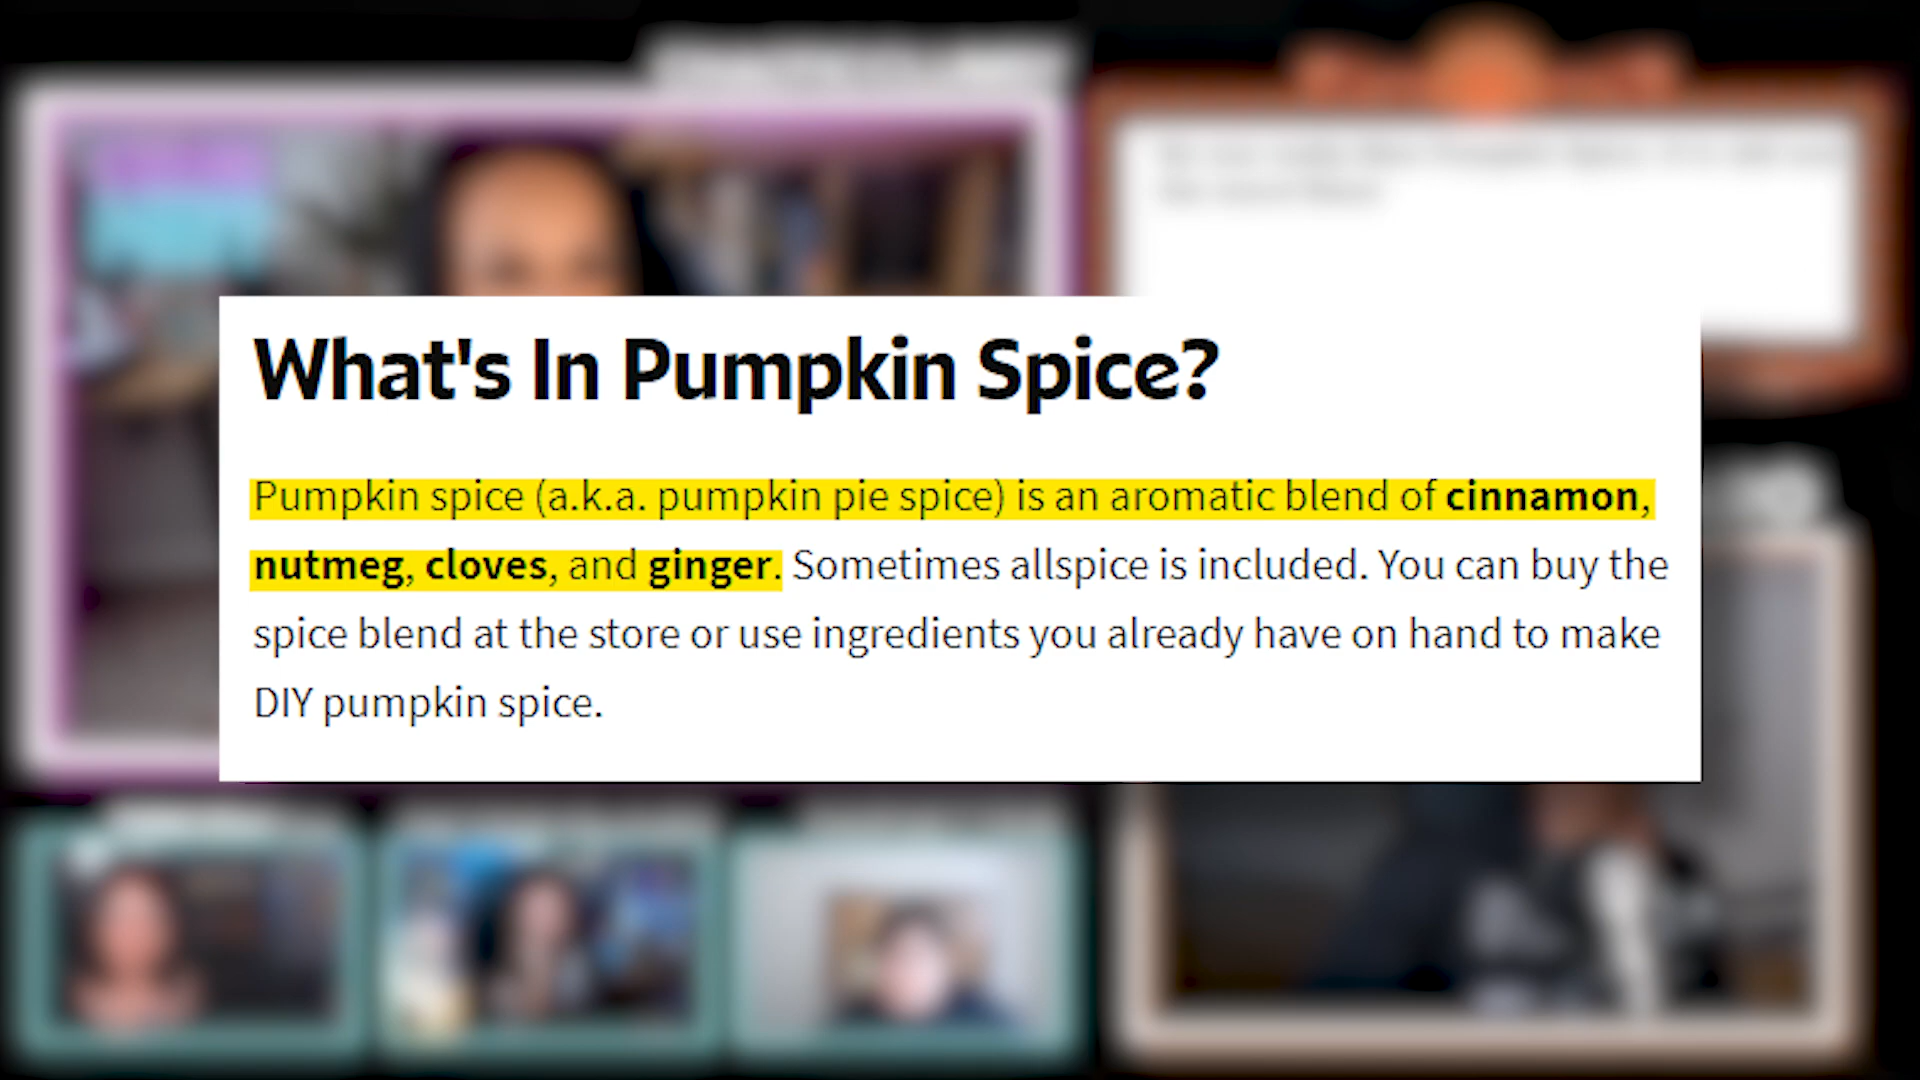 What's In Pumpkin Spice?
Pumpkin spice (a.k.a. pumpkin pie spice) is an aromatic blend of cinnamon,
nutmeg, cloves, and ginger. Sometimes allspice is included. You can buy the
spice blend at the store or use ingredients you already have on hand to make
DIY pumpkin spice.